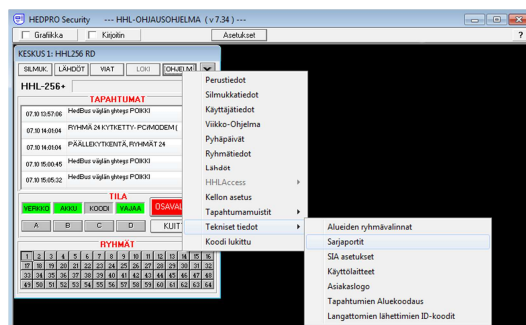 HEDPRO Security --- HHL-OHJAUSOHJELMA ( v 7.34 ) ---
Grafiikka Kirjoitin Asetukset ?
KESKUS 1: HHL256 RD
SILMUK. LÄHDÖT VIAT LOKI OHJELM
HHL-256+
TAPAHTUMAT
07.10 13:57:06 HedBus väylän yhteys POIKKI
07.10 14:01:04 RYHMÄ 24 KYTKETTY- PC/MODEM (
07.10 14:01:04 PÄÄLLEKYTKENTÄ, RYHMÄT 24
07.10 15:00:45 HedBus väylän yhteys POIKKI
07.10 15:05:32 HedBus väylän yhteys POIKKI
TILA
VERKKO AKKU KOODI VAJAA OSAVAL
A B C D KUIT
RYHMÄT
1 2 3 4 5 6 7 8 9 10 11 12 13 14 15 16
17 18 19 20 21 22 23 24 25 26 27 28 29 30 31 32
33 34 35 36 37 38 39 40 41 42 43 44 45 46 47 48
49 50 51 52 53 54 55 56 57 58 59 60 61 62 63 64
Perustiedot
Silmukkatiedot
Käyttäjätiedot
Viikko-Ohjelma
Pyhäpäivät
Ryhmätiedot
Lähdöt
HHLAccess
Kellon asetus
Tapahtumamuistit
Tekniset tiedot
Koodi lukittu
Alueiden ryhmävalinnat
Sarjaportit
SIA asetukset
Käyttölaitteet
Asiakaslogo
Tapahtumien Aluekoodaus
Langattomien lähettimien ID-koodit